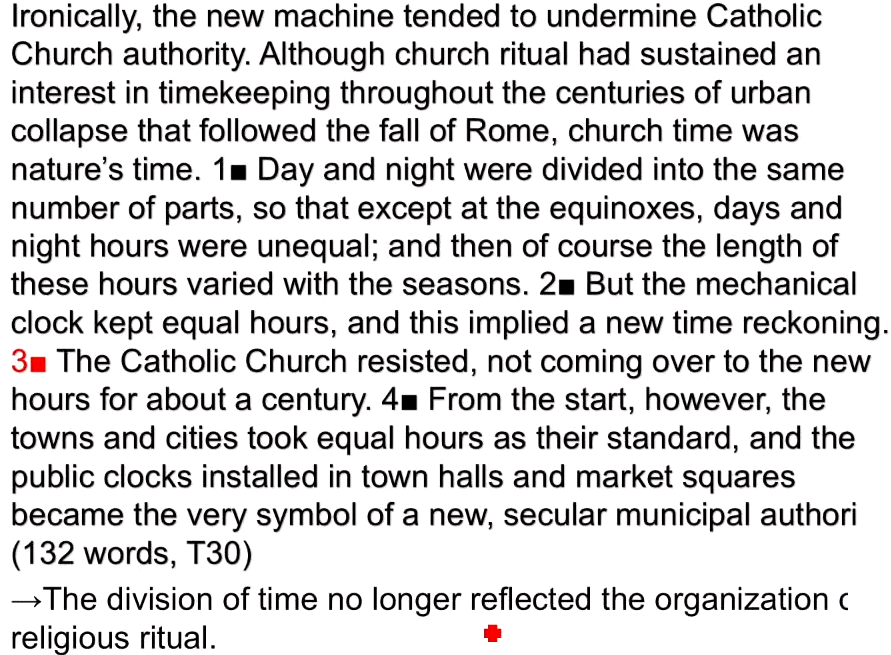 Ironically, the new machine tended to undermine Catholic
Church authority. Although church ritual had sustained an
interest in timekeeping throughout the centuries of urban
collapse that followed the fall of Rome, church time was
nature’s time. 1■ Day and night were divided into the same
number of parts, so that except at the equinoxes, days and
night hours were unequal; and then of course the length of
these hours varied with the seasons. 2■ But the mechanical
clock kept equal hours, and this implied a new time reckoning.
3■ The Catholic Church resisted, not coming over to the new
hours for about a century. 4■ From the start, however, the
towns and cities took equal hours as their standard, and the
public clocks installed in town halls and market squares
became the very symbol of a new, secular municipal authori
(132 words, T30)
→The division of time no longer reflected the organization
religious ritual.